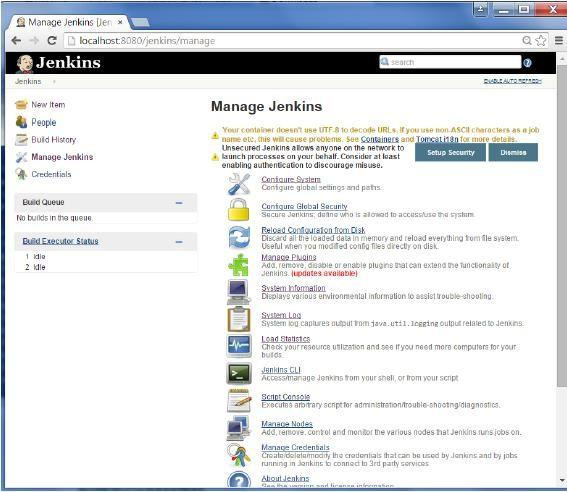 Manage Jenkins [Jen
localhost:8080/jenkins/manage
Jenkins
search
Jenkins
ENABLE AUTO REFRESH
New Item
People
Build History
Manage Jenkins
Credentials
Build Queue
No builds in the queue.
Build Executor Status
1 Idle
2 Idle
Manage Jenkins
Your container doesn't use UTF-8 to decode URLs. If you use non-ASCII characters as a job
name etc, this will cause problems. See Containers and Tomcat i18n for more details.
Unsecured Jenkins allows anyone on the network to
launch processes on your behalf. Consider at least
enabling authentication to discourage misuse.
Setup Security
Dismiss
Configure System
Configure global settings and paths.
Configure Global Security
Secure Jenkins; define who is allowed to access/use the system.
Reload Configuration from Disk
Discard all the loaded data in memory and reload everything from file system.
Useful when you modified config files directly on disk.
Manage Plugins
Add, remove, disable or enable plugins that can extend the functionality of
Jenkins. (updates available)
System Information
Displays various environmental information to assist trouble-shooting.
System Log
System log captures output from java.util.logging output related to Jenkins.
Load Statistics
Check your resource utilization and see if you need more computers for your
builds.
Jenkins CLI
Access/manage Jenkins from your shell, or from your script.
Script Console
Executes arbitrary script for administration/trouble-shooting/diagnostics.
Manage Nodes
Add, remove, control and monitor the various nodes that Jenkins runs jobs on.
Manage Credentials
Create/delete/modify the credentials that can be used by Jenkins and by jobs
running in Jenkins to connect to 3rd party services.
About Jenkins
See the version and license information.